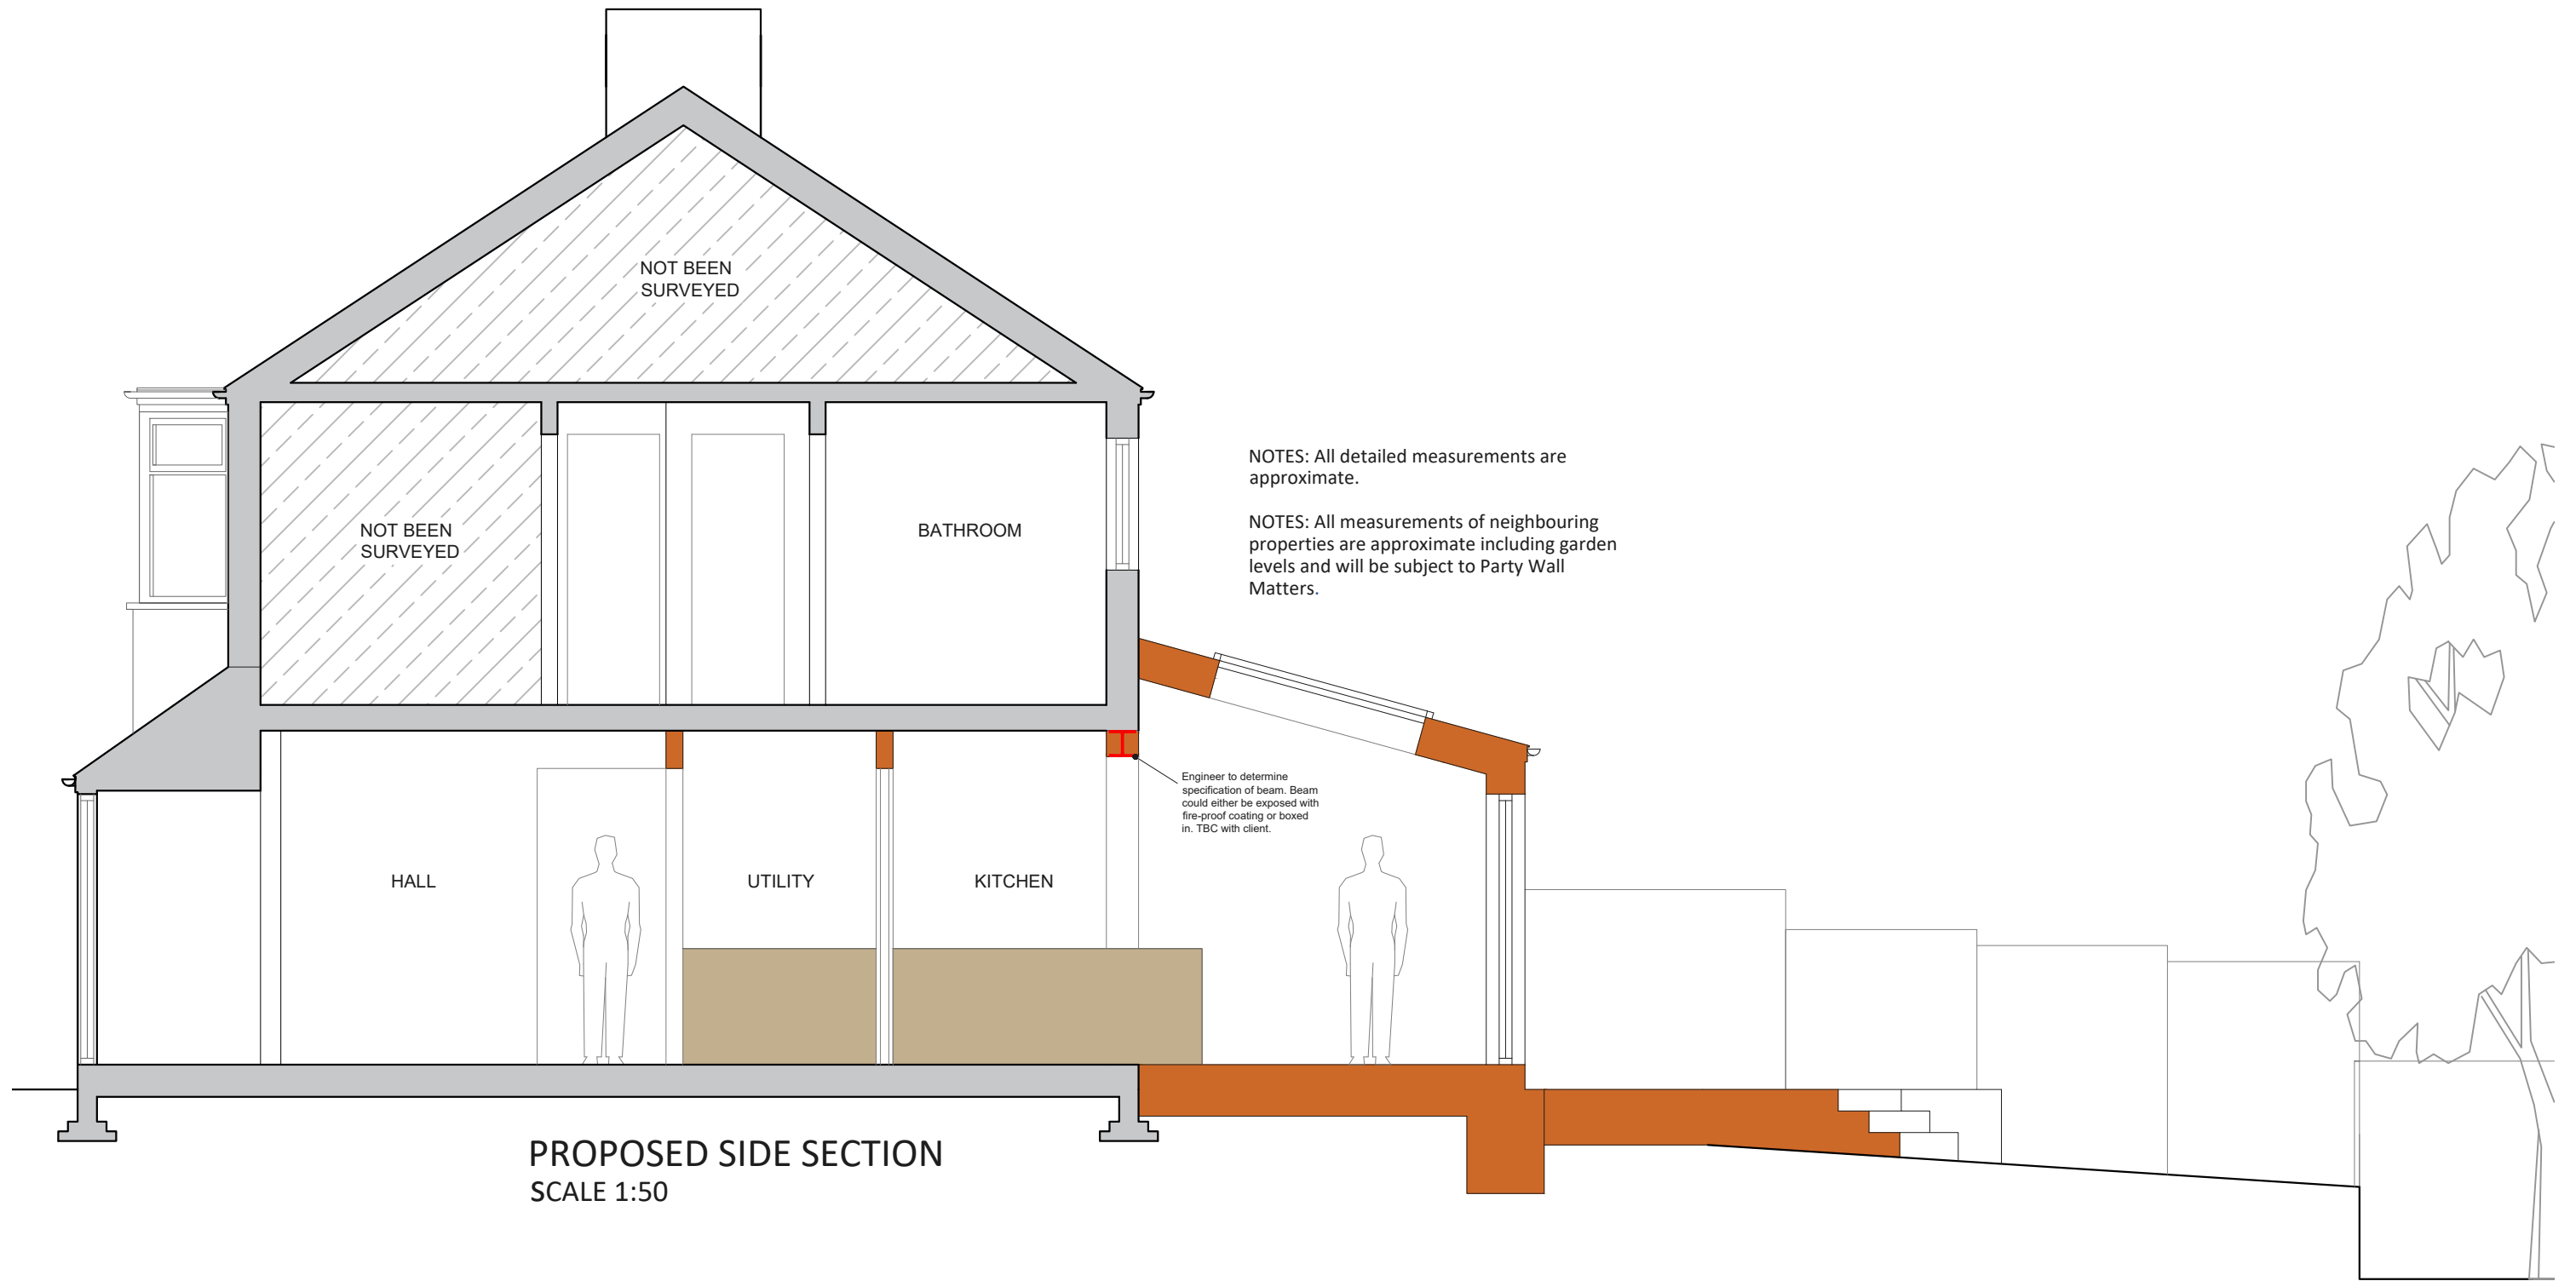 NOT BEEN
SURVEYED
NOTES: All detailed measurements are
approximate.
NOT BEEN
SURVEYED
BATHROOM
NOTES: All measurements of neighbouring
properties are approximate including garden
levels and will be subject to Party Wall
Matters.
Engineer to determine
specification of beam. Beam
could either be exposed with
fire-proof coating or boxed
in. TBC with client.
HALL
UTILITY
KITCHEN
PROPOSED SIDE SECTION
SCALE 1:50